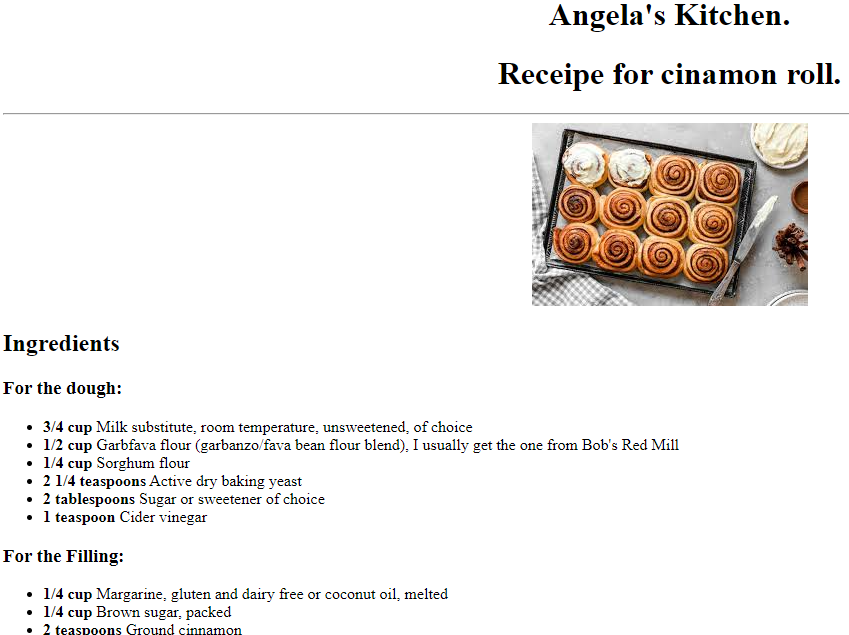 Angela's Kitchen.
Receipe for cinamon roll.
Ingredients
For the dough:
3/4 cup Milk substitute, room temperature, unsweetened, of choice
1/2 cup Garbfava flour (garbanzo/fava bean flour blend), I usually get the one from Bob's Red Mill
1/4 cup Sorghum flour
2 1/4 teaspoons Active dry baking yeast
2 tablespoons Sugar or sweetener of choice
1 teaspoon Cider vinegar
For the Filling:
1/4 cup Margarine, gluten and dairy free or coconut oil, melted
1/4 cup Brown sugar, packed
2 teaspoons Ground cinnamon